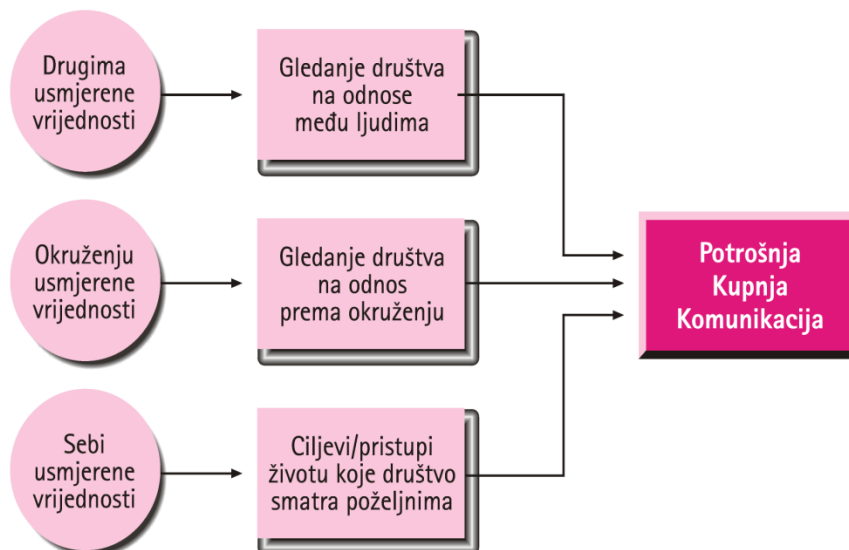 Drugima
usmjerene
vrijednosti
Gledanje društva
na odnose
među ljudima
Okruženju
usmjerene
vrijednosti
Gledanje društva
na odnos
prema okruženju
Potrošnja
Kupnja
Komunikacija
Sebi
usmjerene
vrijednosti
Ciljevi/pristupi
životu koje društvo
smatra poželjnima